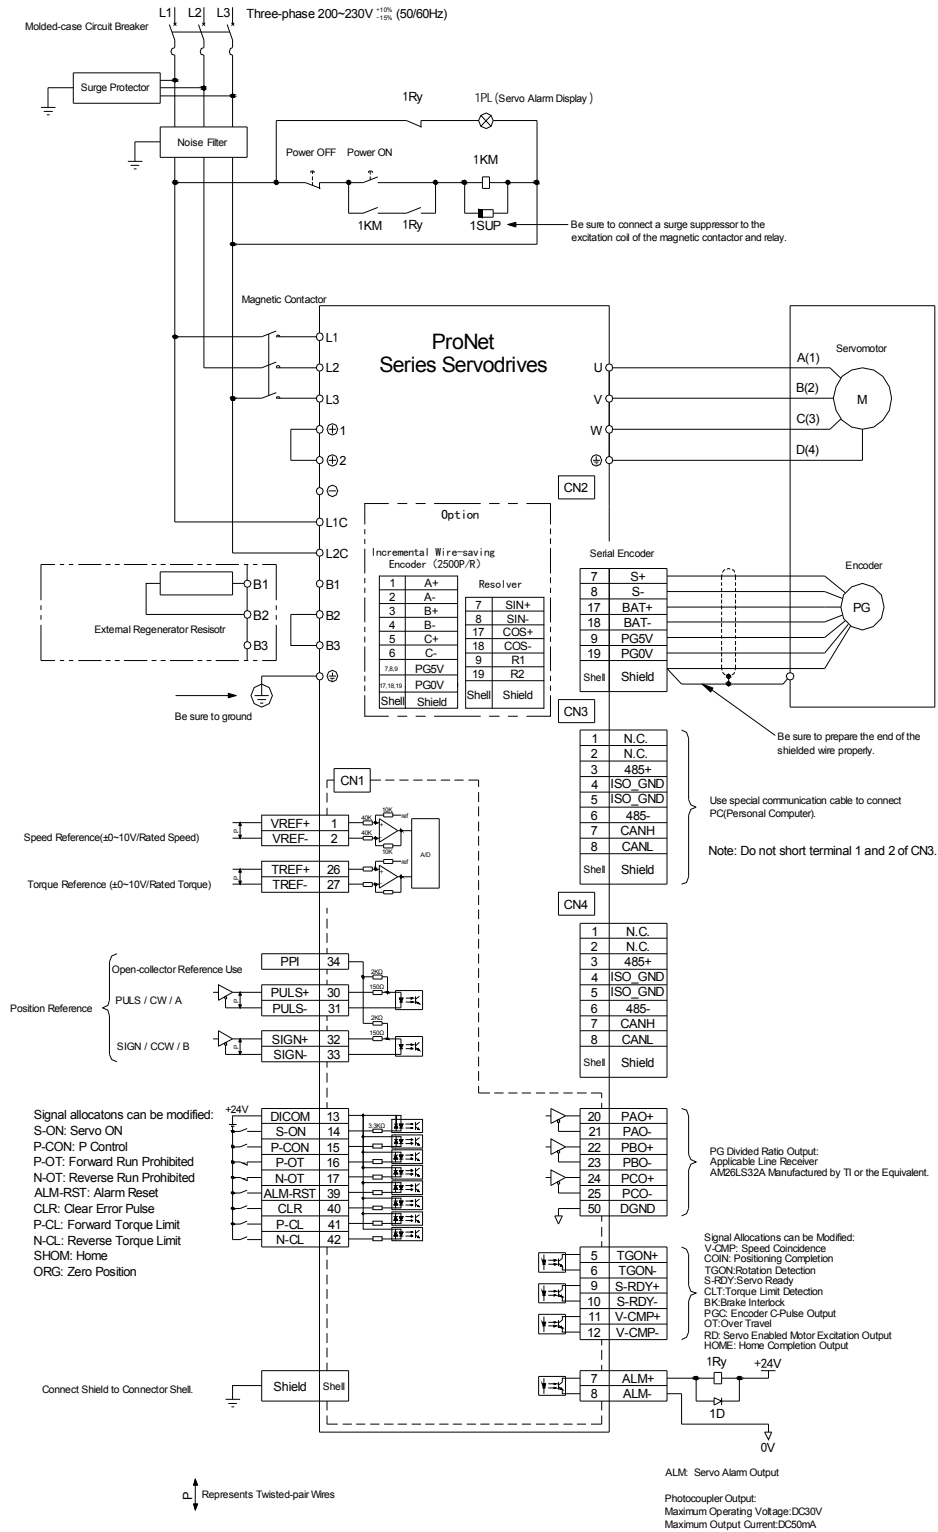 L1 L2 L3 Three-phase 200~230V +10% -15% (50/60Hz)
Molded-case Circuit Breaker
Surge Protector
1Ry 1PL (Servo Alarm Display )
Noise Filter
Power OFF Power ON
1KM
1KM 1Ry 1SUP
Be sure to connect a surge suppressor to the
excitation coil of the magnetic contactor and relay.
Magnetic Contactor
ProNet
Series Servodrives
L1
L2
L3
1
2
L1C
L2C
B1
B2
B3
U
V
W
A(1)
B(2)
C(3)
D(4)
Servomotor
M
CN2
Option
Incremental Wire-saving
Encoder (2500P/R)
1 A+
2 A-
3 B+
4 B-
5 C+
6 C-
7,8,9 PG5V
17,18,19 PG0V
Shell Shield
Resolver
7 SIN+
8 SIN-
17 COS+
18 COS-
9 R1
19 R2
Shell Shield
Serial Encoder
7 S+
8 S-
17 BAT+
18 BAT-
9 PG5V
19 PG0V
Shell Shield
Encoder
PG
B1
B2
B3
External Regenerator Resisotr
Be sure to ground
Be sure to prepare the end of the
shielded wire properly.
CN3
1 N.C.
2 N.C.
3 485+
4 ISO_GND
5 ISO_GND
6 485-
7 CANH
8 CANL
Shell Shield
Use special communication cable to connect
PC(Personal Computer).
Note: Do not short terminal 1 and 2 of CN3.
CN1
Speed Reference(±0~10V/Rated Speed)
P
VREF+ 1
VREF- 2
40K
40K
10K
10K
ref
A/D
Torque Reference (±0~10V/Rated Torque)
P
TREF+ 26
TREF- 27
ref
CN4
1 N.C.
2 N.C.
3 485+
4 ISO_GND
5 ISO_GND
6 485-
7 CANH
8 CANL
Shell Shield
Position Reference
Open-collector Reference Use
PPI 34
PULS / CW / A
P
PULS+ 30
PULS- 31
2KΩ
150Ω
SIGN / CCW / B
P
SIGN+ 32
SIGN- 33
2KΩ
150Ω
Signal allocatons can be modified:
S-ON: Servo ON
P-CON: P Control
P-OT: Forward Run Prohibited
N-OT: Reverse Run Prohibited
ALM-RST: Alarm Reset
CLR: Clear Error Pulse
P-CL: Forward Torque Limit
N-CL: Reverse Torque Limit
SHOM: Home
ORG: Zero Position
+24V
DICOM 13
S-ON 14
P-CON 15
P-OT 16
N-OT 17
ALM-RST 39
CLR 40
P-CL 41
N-CL 42
3.3KΩ
20 PAO+
21 PAO-
22 PBO+
23 PBO-
24 PCO+
25 PCO-
50 DGND
PG Divided Ratio Output:
Applicable Line Receiver
AM26LS32A Manufactured by TI or the Equivalent.
5 TGON+
6 TGON-
9 S-RDY+
10 S-RDY-
11 V-CMP+
12 V-CMP-
Signal Allocations can be Modified:
V-CMP: Speed Coincidence
COIN: Positioning Completion
TGON:Rotation Detection
S-RDY:Servo Ready
CLT:Torque Limit Detection
BK:Brake Interlock
PGC: Encoder C-Pulse Output
OT:Over Travel
RD: Servo Enabled Motor Excitation Output
HOME: Home Completion Output
Connect Shield to Connector Shell.
Shield Shell
7 ALM+
8 ALM-
1Ry +24V
1D
0V
ALM: Servo Alarm Output
P Represents Twisted-pair Wires
Photocoupler Output:
Maximum Operating Voltage:DC30V
Maximum Output Current:DC50mA